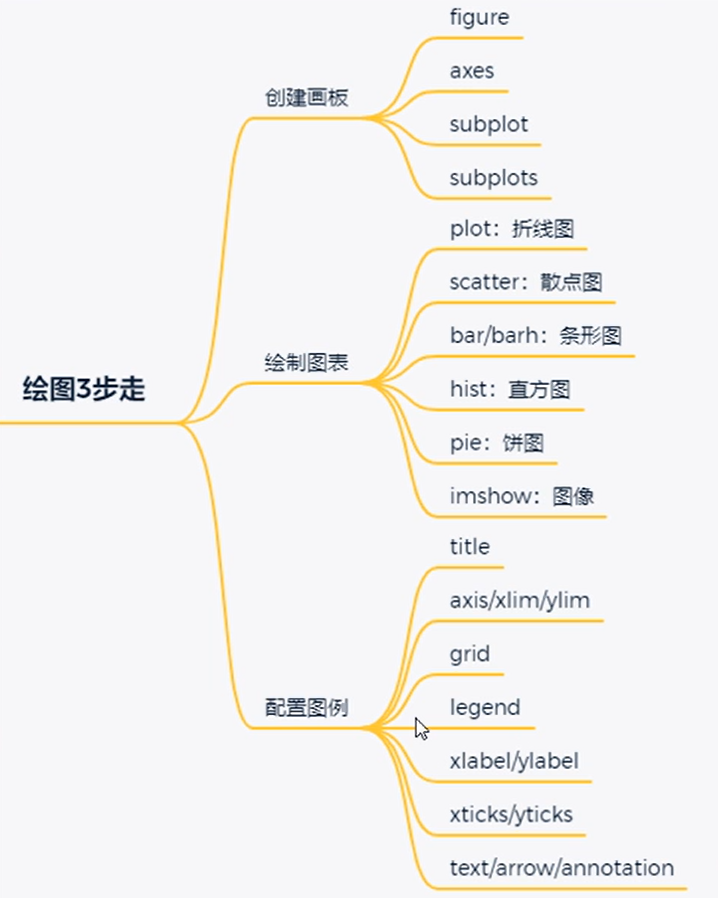 绘图3步走
创建画板
figure
axes
subplot
subplots
绘制图表
plot：折线图
scatter：散点图
bar/barh：条形图
hist：直方图
pie：饼图
imshow：图像
配置图例
title
axis/xlim/ylim
grid
legend
xlabel/ylabel
xticks/yticks
text/arrow/annotation